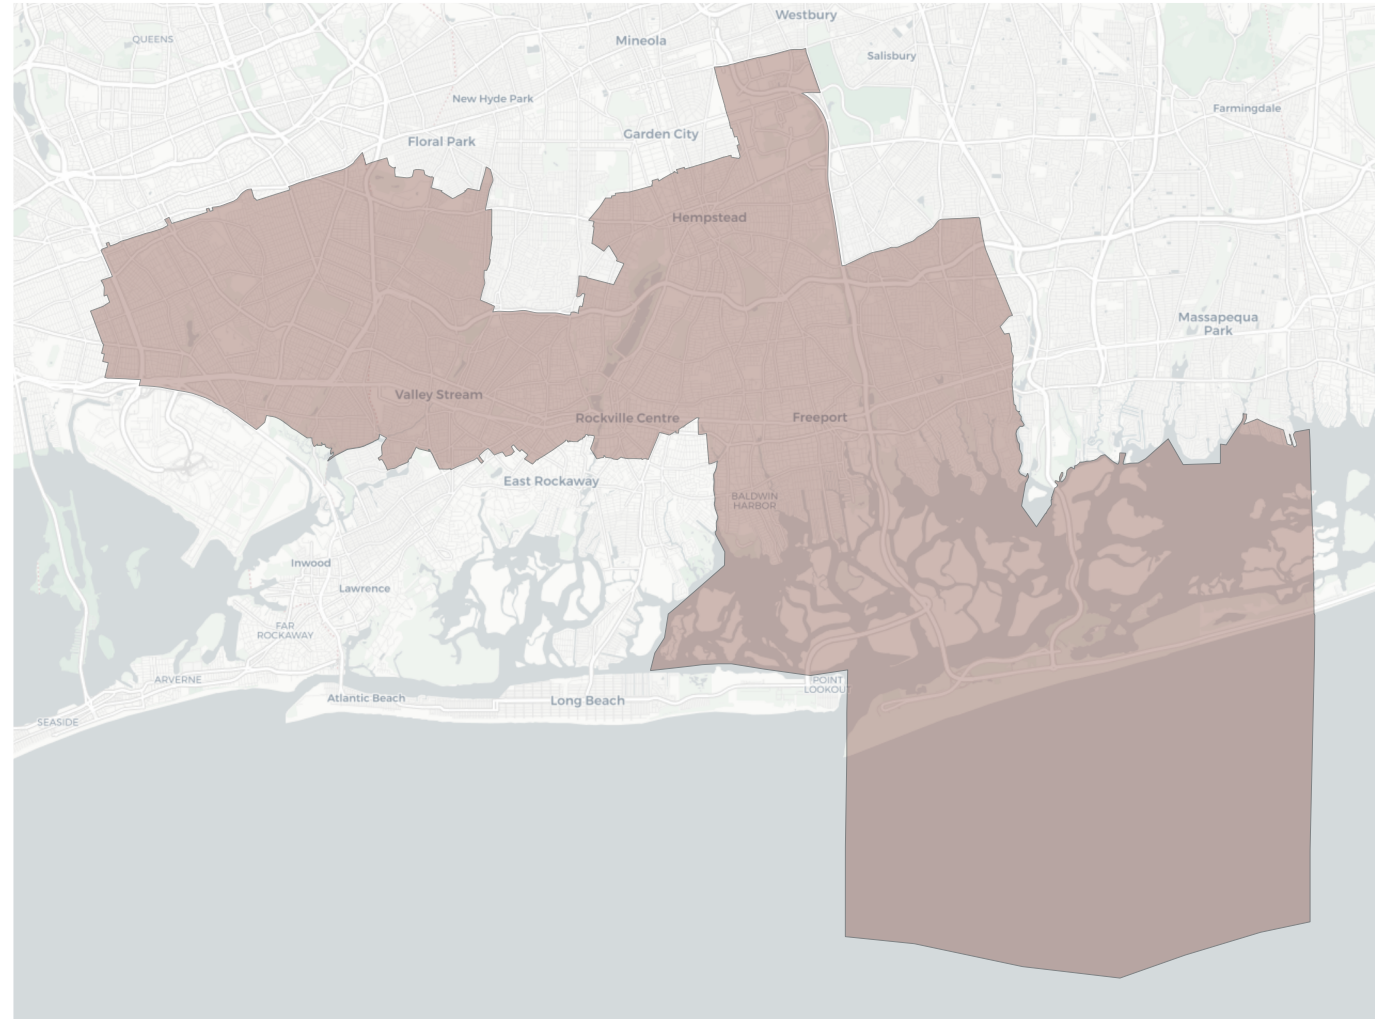 Westbury
QUEENS
Mineola
Salisbury
New Hyde Park
Farmingdale
Garden City
Floral Park
Hempstead
Massapequa
Park
Valley Stream
Rockville Centre
Freeport
East Rockaway
BALDWIN
HARBOR
Inwood
Lawrence
FAR
ROCKAWAY
ARVERNE
POINT
LOOKOU
Atlantic Beach
Long Beach
SEASIDE